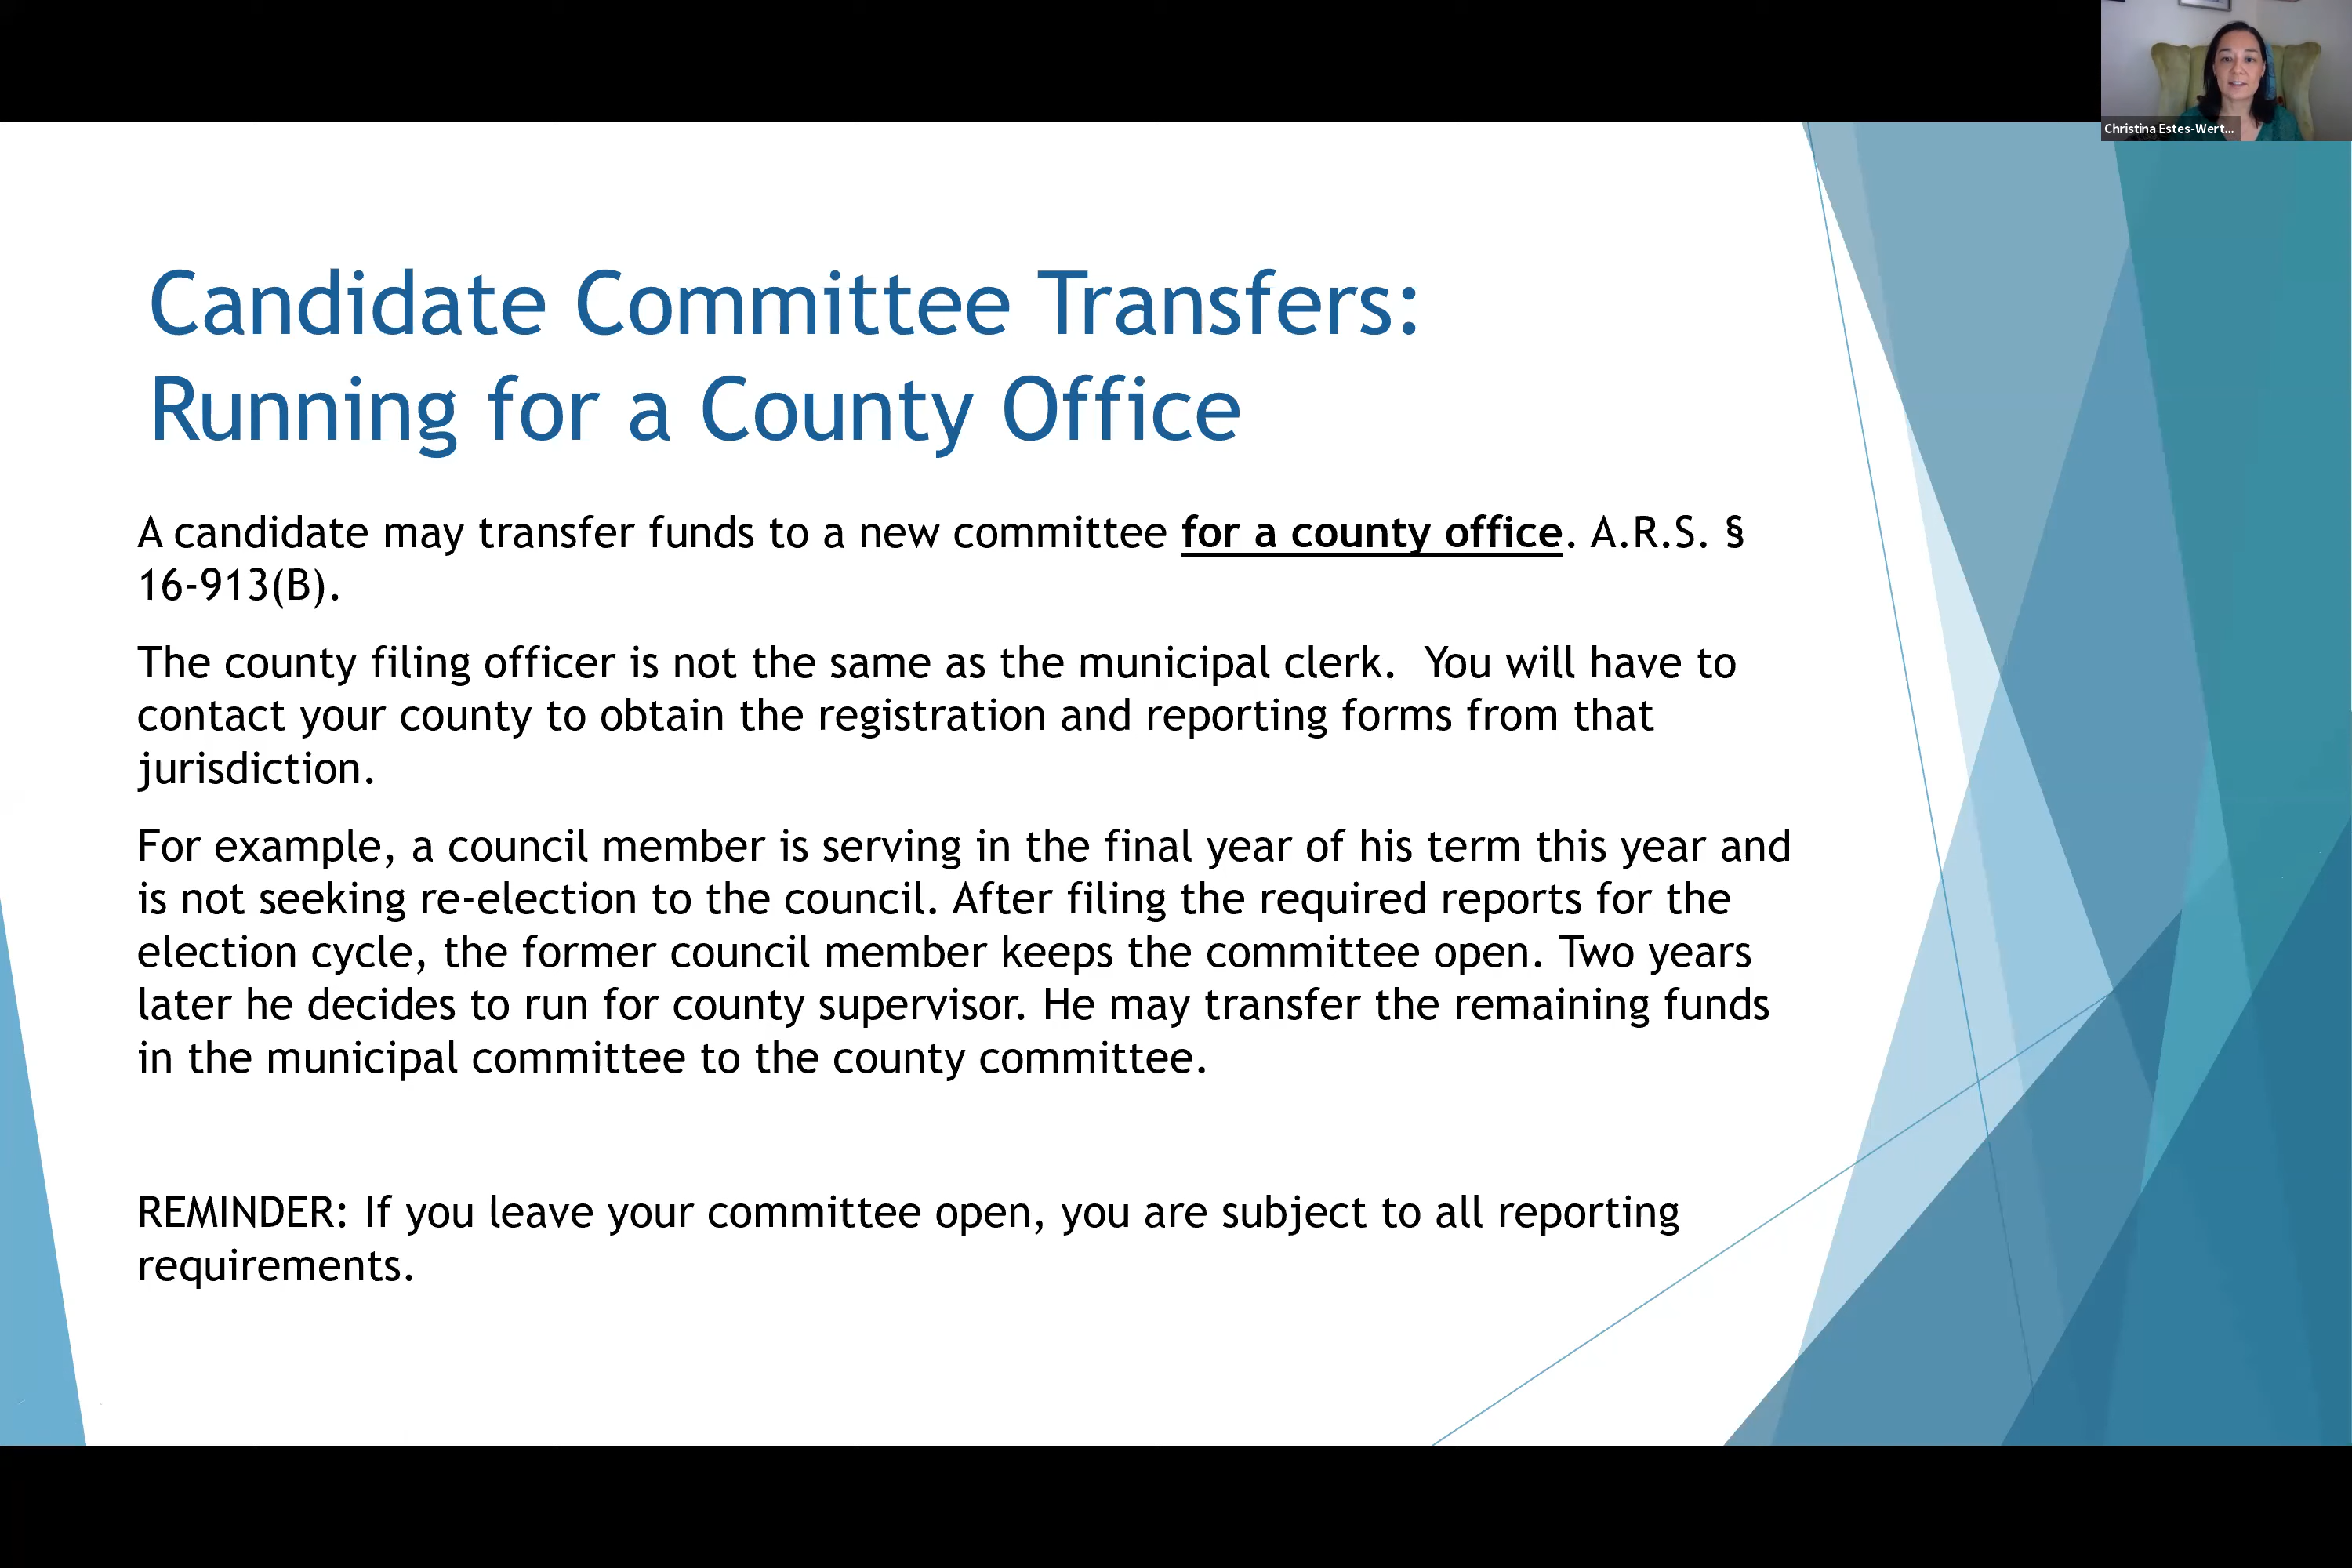 Christina Estes-Wert...
Candidate Committee Transfers:
Running for a County Office
A candidate may transfer funds to a new committee for a county office. A.R.S. §
16-913(B).
The county filing officer is not the same as the municipal clerk.  You will have to
contact your county to obtain the registration and reporting forms from that
jurisdiction.
For example, a council member is serving in the final year of his term this year and
is not seeking re-election to the council. After filing the required reports for the
election cycle, the former council member keeps the committee open. Two years
later he decides to run for county supervisor. He may transfer the remaining funds
in the municipal committee to the county committee.
REMINDER: If you leave your committee open, you are subject to all reporting
requirements.